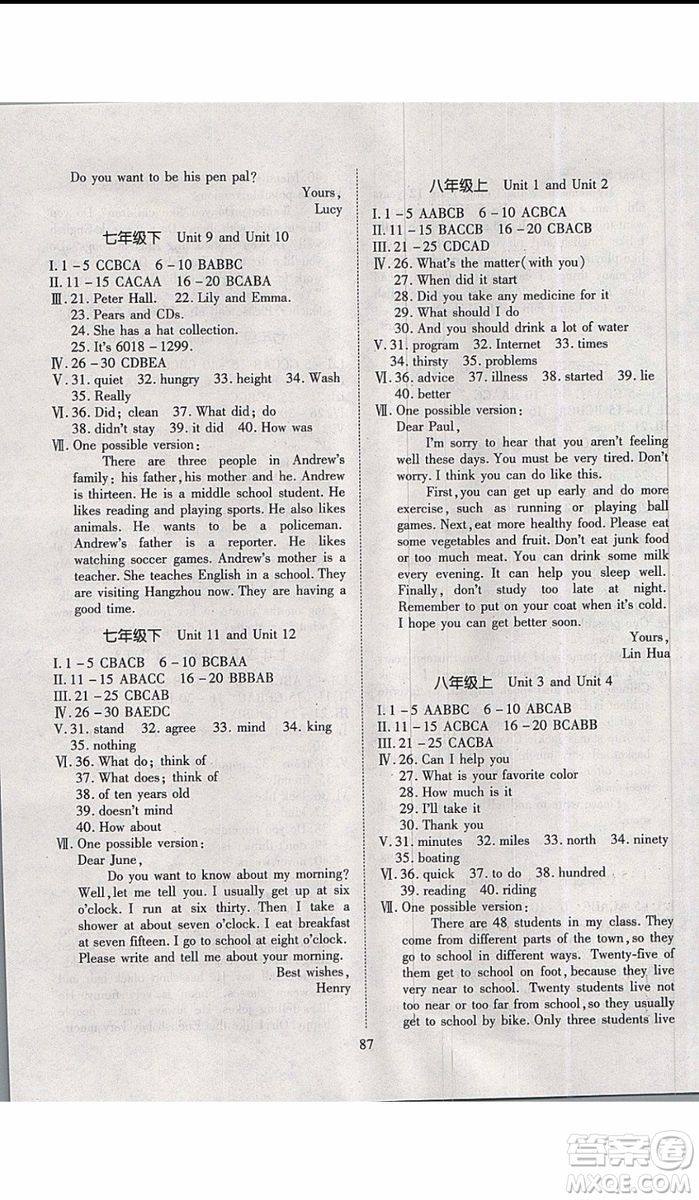 Do you want to be his pen pal?
Yours,
Lucy
七年级下 Unit 9 and Unit 10
Ⅰ. 1-5 CCBCA 6-10 BABBC
Ⅱ. 11-15 CACAA 16-20 BCABA
Ⅲ. 21. Peter Hall. 22. Lily and Emma.
23. Pears and CDs.
24. She has a hat collection.
25. It's 6018-1299.
Ⅳ. 26-30 CDBEA
Ⅴ. 31. quiet 32. hungry 33. height 34. Wash
35. Really
Ⅵ. 36. Did; clean 37. What did; do
38. didn't stay 39. it out 40. How was
Ⅶ. One possible version:
There are three people in Andrew's
family: his father, his mother and he. Andrew
is thirteen. He is a middle school student. He
likes reading and playing sports. He also likes
animals. He wants to be a policeman.
Andrew's father is a reporter. He likes
watching soccer games. Andrew's mother is a
teacher. She teaches English in a school. They
are visiting Hangzhou now. They are having a
good time.
七年级下 Unit 11 and Unit 12
Ⅰ. 1-5 CBACB 6-10 BCBAA
Ⅱ. 11-15 ABACC 16-20 BBBAB
Ⅲ. 21-25 CBCAB
Ⅳ. 26-30 BAEDC
Ⅴ. 31. stand 32. agree 33. mind 34. king
35. nothing
Ⅵ. 36. What do; think of
37. What does; think of
38. of ten years old
39. doesn't mind
40. How about
Ⅶ. One possible version:
Dear June,
Do you want to know about my morning?
Well, let me tell you. I usually get up at six
o'clock. I run at six thirty. Then I take a
shower at about seven o'clock. I eat breakfast
at seven fifteen. I go to school at eight o'clock.
Please write and tell me about your morning.
Best wishes,
Henry
八年级上 Unit 1 and Unit 2
Ⅰ. 1-5 AABCB 6-10 ACBCA
Ⅱ. 11-15 BACCB 16-20 CBACB
Ⅲ. 21-25 CDCAD
Ⅳ. 26. What's the matter(with you)
27. When did it start
28. Did you take any medicine for it
29. What should I do
30. And you should drink a lot of water
Ⅴ. 31. program 32. Internet 33. times
34. thirsty 35. problems
Ⅵ. 36. advice 37. illness 38. started 39. lie
40. better
Ⅶ. One possible version:
Dear Paul,
I'm sorry to hear that you aren't feeling
well these days. You must be very tired. Don't
worry. I think you can do like this.
First, you can get up early and do more
exercise, such as running or playing ball
games. Next, eat more healthy food. Please eat
some vegetables and fruit. Don't eat junk food
or too much meat. You can drink some milk
every evening. It can help you sleep well.
Finally, don't study too late at night.
Remember to put on your coat when it's cold.
I hope you can get better soon.
Yours,
Lin Hua
八年级上 Unit 3 and Unit 4
Ⅰ. 1-5 AABBC 6-10 ABCAB
Ⅱ. 11-15 ACBCA 16-20 BCABB
Ⅲ. 21-25 CACBA
Ⅳ. 26. Can I help you
27. What is your favorite color
28. How much is it
29. I'll take it
30. Thank you
Ⅴ. 31. minutes 32. miles 33. north 34. ninety
35. boating
Ⅵ. 36. quick 37. do 38. hundred
39. reading 40. riding
Ⅶ. One possible version:
There are 48 students in my class. They
come from different parts of the town, so they go
to school in different ways. Twenty-five of
them get to school on foot, because they live
very near to school. Twenty students live not
too near or too far from school, so they usually
get to school by bike. Only three students live
87
答案圈
MXQE.COM